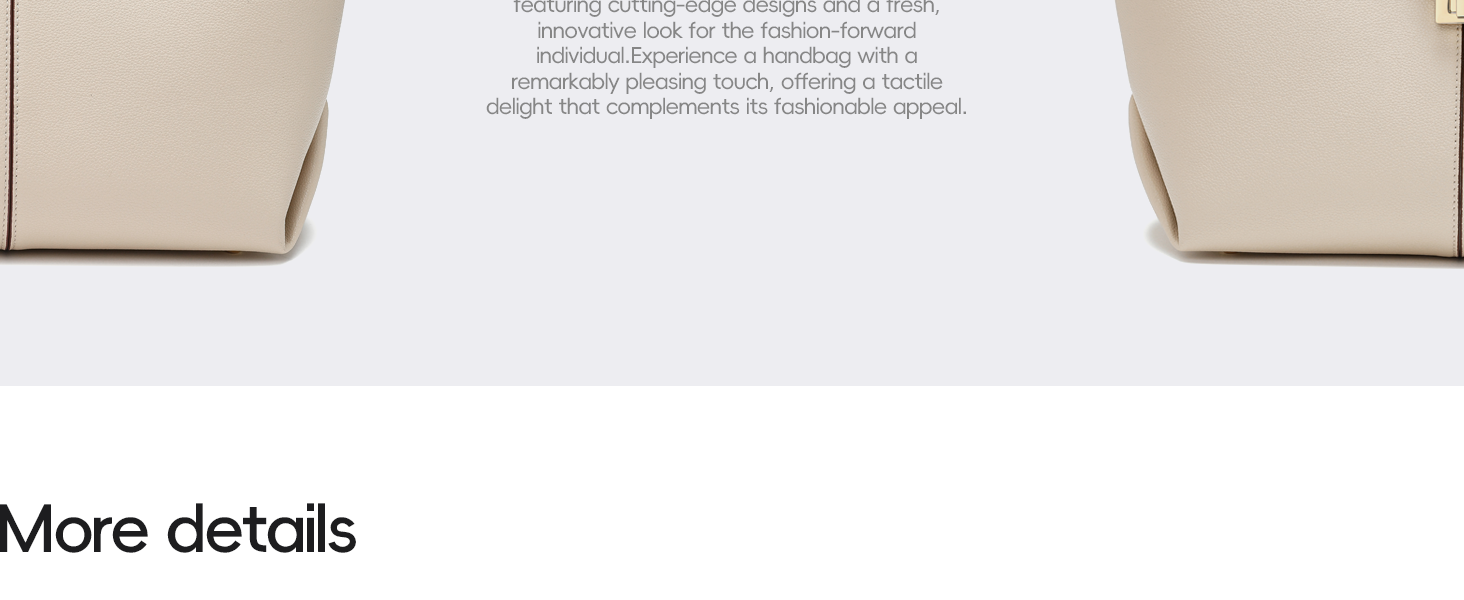 featuring cutting-edge designs and a fresh,
innovative look for the fashion-forward
individual.Experience a handbag with a
remarkably pleasing touch, offering a tactile
delight that complements its fashionable appeal.
More details